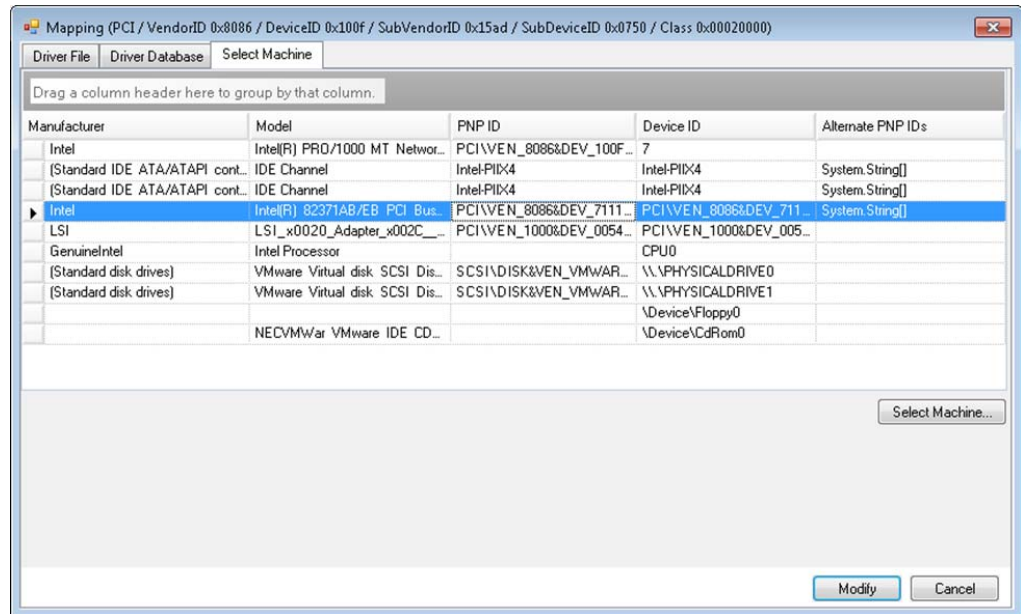 Mapping (PCI / VendorID 0x8086 / DeviceID 0x100f / SubVendorID 0x15ad / SubDeviceID 0x0750 / Class 0x00020000)
Driver File Driver Database Select Machine
Drag a column header here to group by that column.
Manufacturer Model PNP ID Device ID Alternate PNP IDs
Intel Intel(R) PRO/1000 MT Networ... PCI\VEN_8086&DEV_100F... 7
(Standard IDE ATA/ATAPI cont... IDE Channel Intel-PIIX4 Intel-PIIX4 System.String[]
(Standard IDE ATA/ATAPI cont... IDE Channel Intel-PIIX4 Intel-PIIX4 System.String[]
Intel Intel(R) 82371AB/EB PCI Bus... PCI\VEN_8086&DEV_7111... PCI\VEN_8086&DEV_711... System.String[]
LSI LSI_x0020_Adapter_x002C__... PCI\VEN_1000&DEV_0054... PCI\VEN_1000&DEV_005...
GenuineIntel Intel Processor CPU0
(Standard disk drives) VMware Virtual disk SCSI Dis... SCSI\DISK&VEN_VMWAR... \\.\PHYSICALDRIVE0
(Standard disk drives) VMware Virtual disk SCSI Dis... SCSI\DISK&VEN_VMWAR... \\.\PHYSICALDRIVE1
\Device\Floppy0
NECVMWar VMware IDE CD... \Device\CdRom0
Select Machine...
Modify Cancel